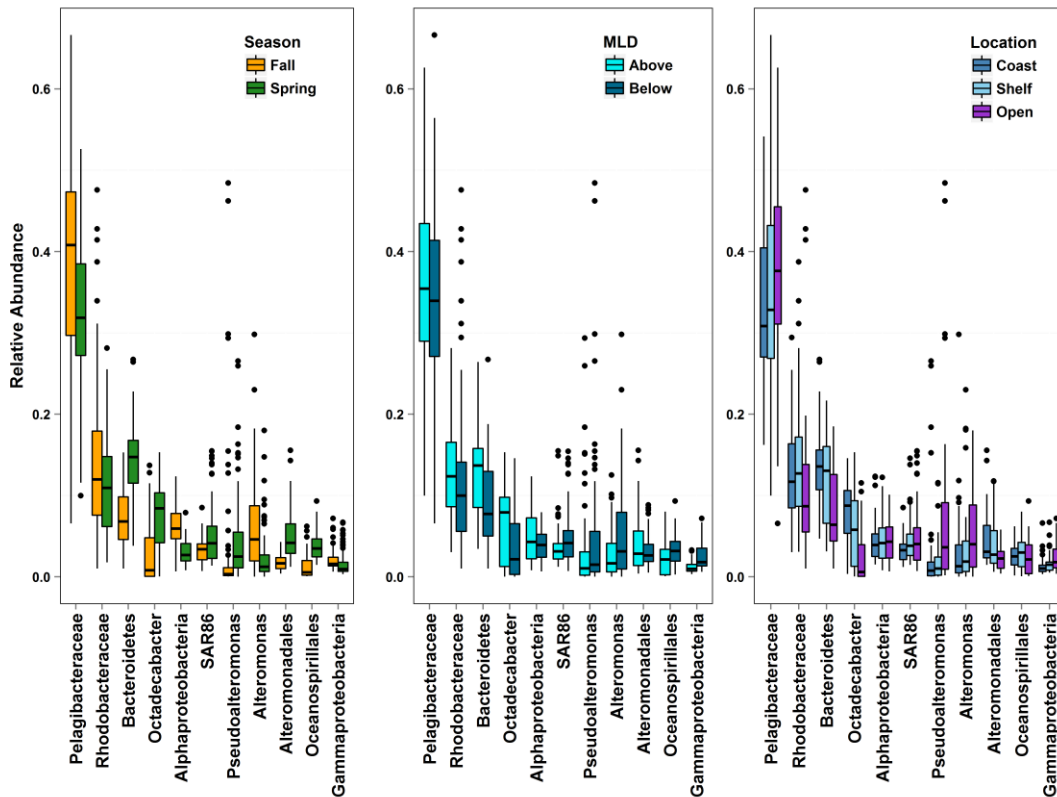 Relative Abundance
0.6
0.4
0.2
0.0
Season
Fall
Spring
Pelagibacteraceae
Rhodobacteraceae
Bacteroidetes
Octadecabacter
Alphaproteobacteria
SAR86
Pseudoalteromonas
Alteromonas
Alteromonadales
Oceanospirillales
Gammaproteobacteria
0.6
0.4
0.2
0.0
MLD
Above
Below
Pelagibacteraceae
Rhodobacteraceae
Bacteroidetes
Octadecabacter
Alphaproteobacteria
SAR86
Pseudoalteromonas
Alteromonas
Alteromonadales
Oceanospirillales
Gammaproteobacteria
0.6
0.4
0.2
0.0
Location
Coast
Shelf
Open
Pelagibacteraceae
Rhodobacteraceae
Bacteroidetes
Octadecabacter
Alphaproteobacteria
SAR86
Pseudoalteromonas
Alteromonas
Alteromonadales
Oceanospirillales
Gammaproteobacteria